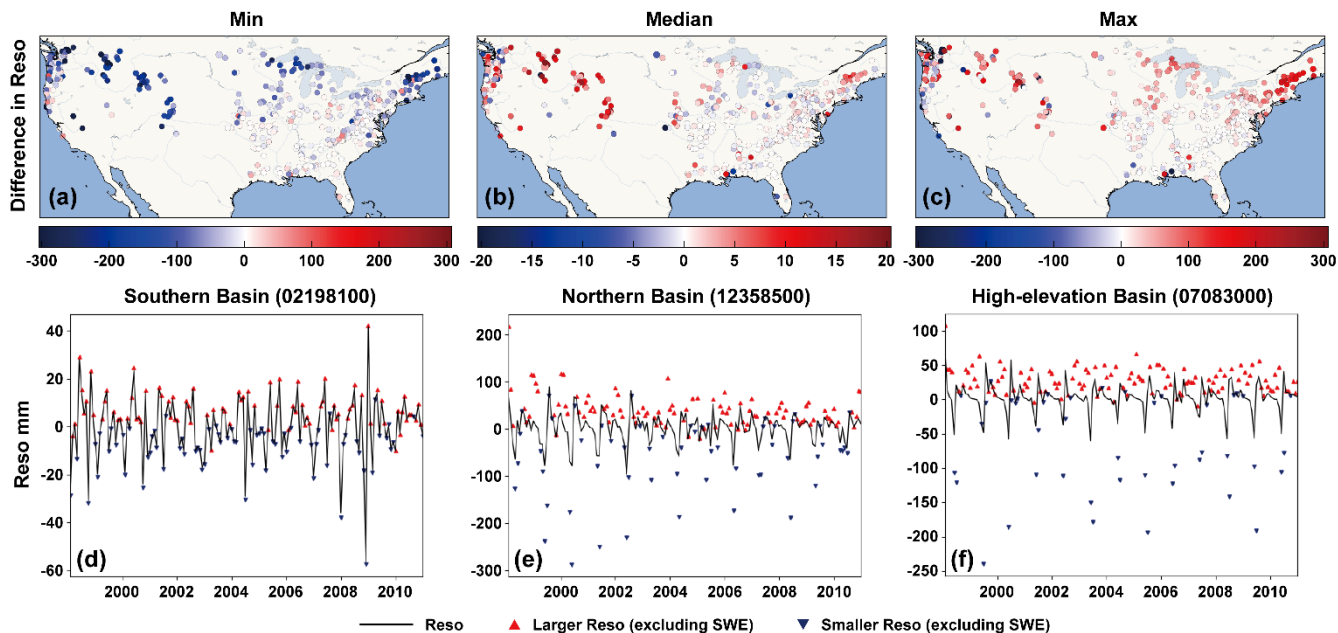 Min Median Max
Difference in Reso
(a) (b) (c)
-300 -200 -100 0 100 200 300 -20 -15 -10 -5 0 5 10 15 20 -300 -200 -100 0 100 200 300
Southern Basin (02198100) Northern Basin (12358500) High-elevation Basin (07083000)
Reso mm
40 200 100
20 100 50
0 0 0
-20 -100 -50
-40 -200 -100
-60 -300 -150
-200
-250
(d) (e) (f)
2000 2002 2004 2006 2008 2010 2000 2002 2004 2006 2008 2010 2000 2002 2004 2006 2008 2010
Reso Larger Reso (excluding SWE) Smaller Reso (excluding SWE)